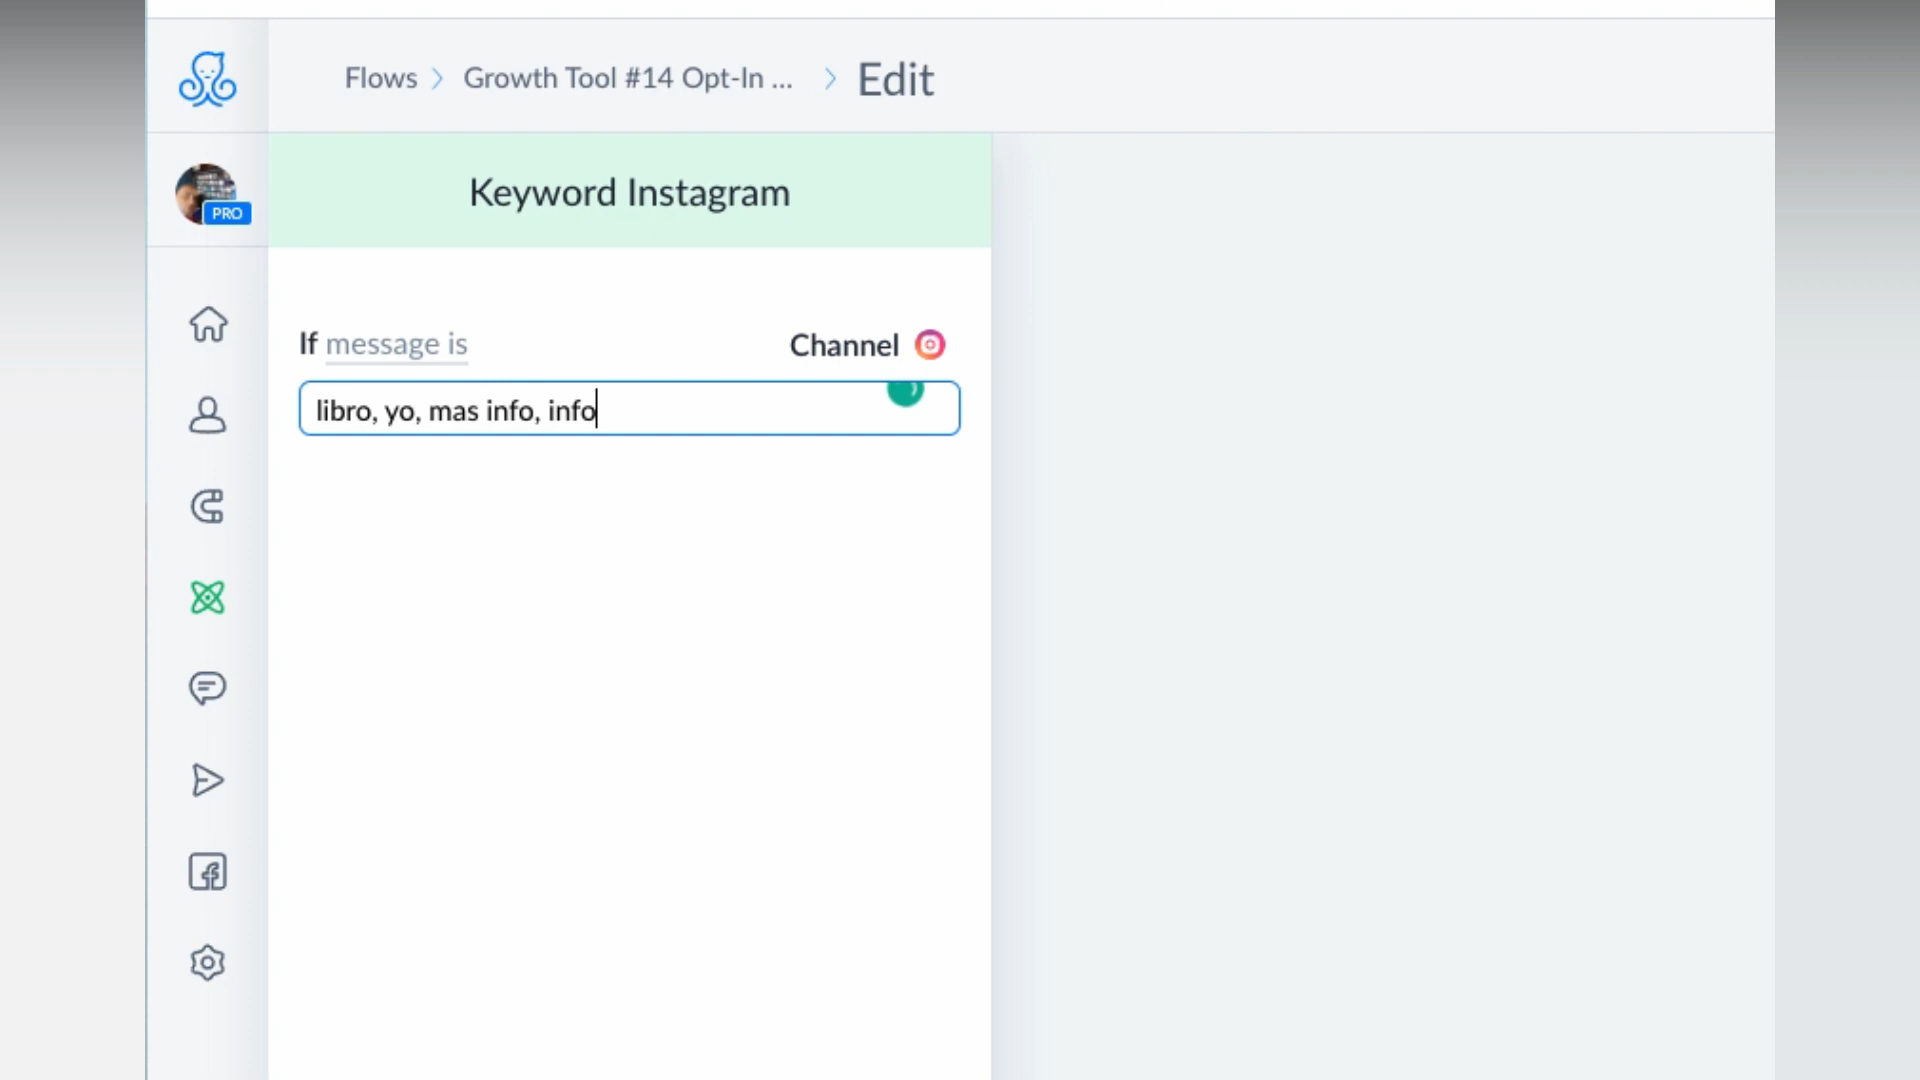 Flows > Growth Tool #14 Opt-In ... > Edit
PRO
Keyword Instagram
If message is
Channel
libro, yo, mas info, info